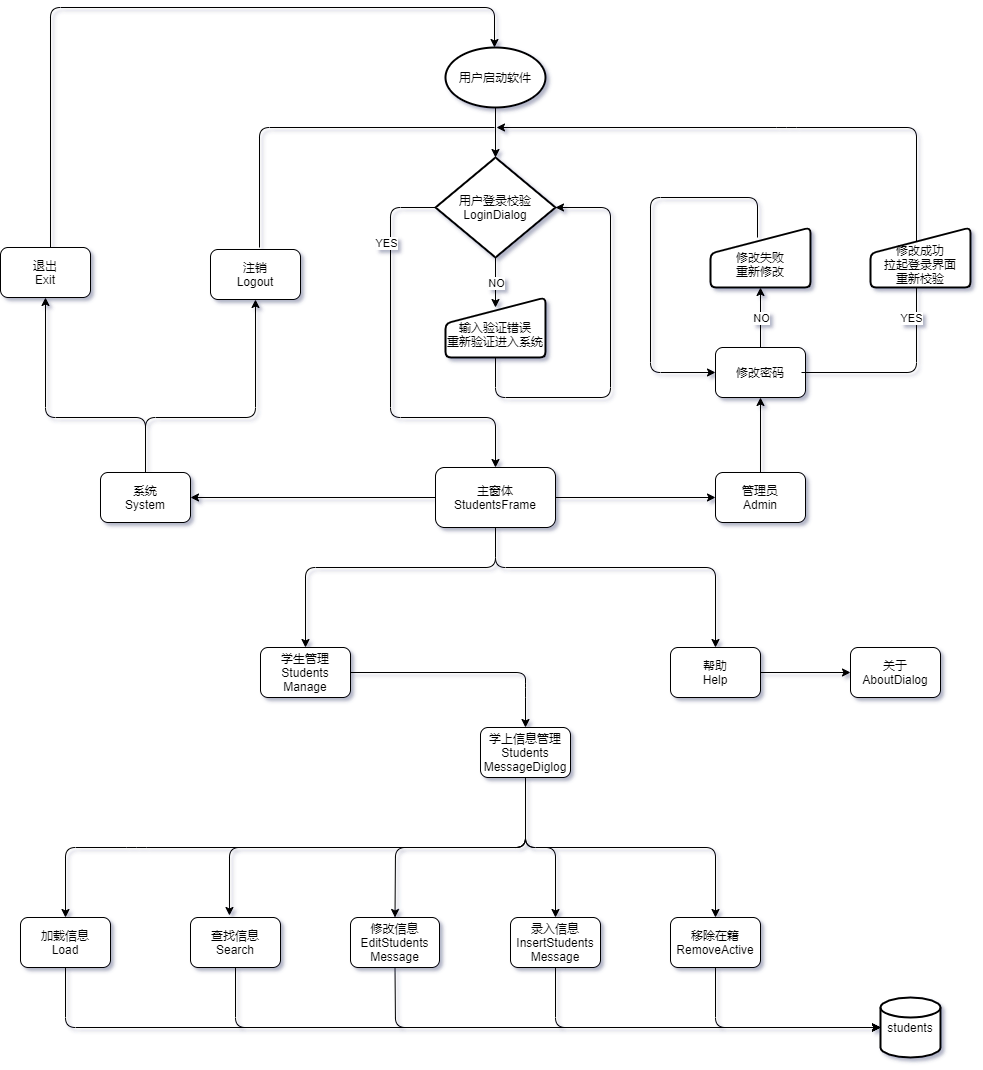 用户启动软件
用户登录校验
LoginDialog
YES
NO
输入验证错误
重新验证进入系统
修改失败
重新修改
修改成功
拉起登录界面
重新校验
退出
Exit
注销
Logout
NO
YES
修改密码
系统
System
主窗体
StudentsFrame
管理员
Admin
学生管理
Students
Manage
帮助
Help
关于
AboutDialog
学上信息管理
Students
MessageDiglog
加载信息
Load
查找信息
Search
修改信息
EditStudents
Message
录入信息
InsertStudents
Message
移除在籍
RemoveActive
students